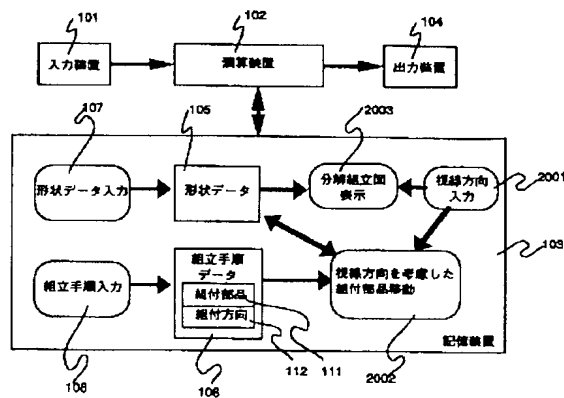 101
102
104
入力装置
演算装置
出力装置
107
105
2003
2001
形状データ入力
形状データ
分解組立図
表示
視線方向
入力
103
組立手順入力
組立手順
データ
組付部品
組付方向
視線方向を考慮した
組付部品移動
記憶装置
108
106
112
111
2002